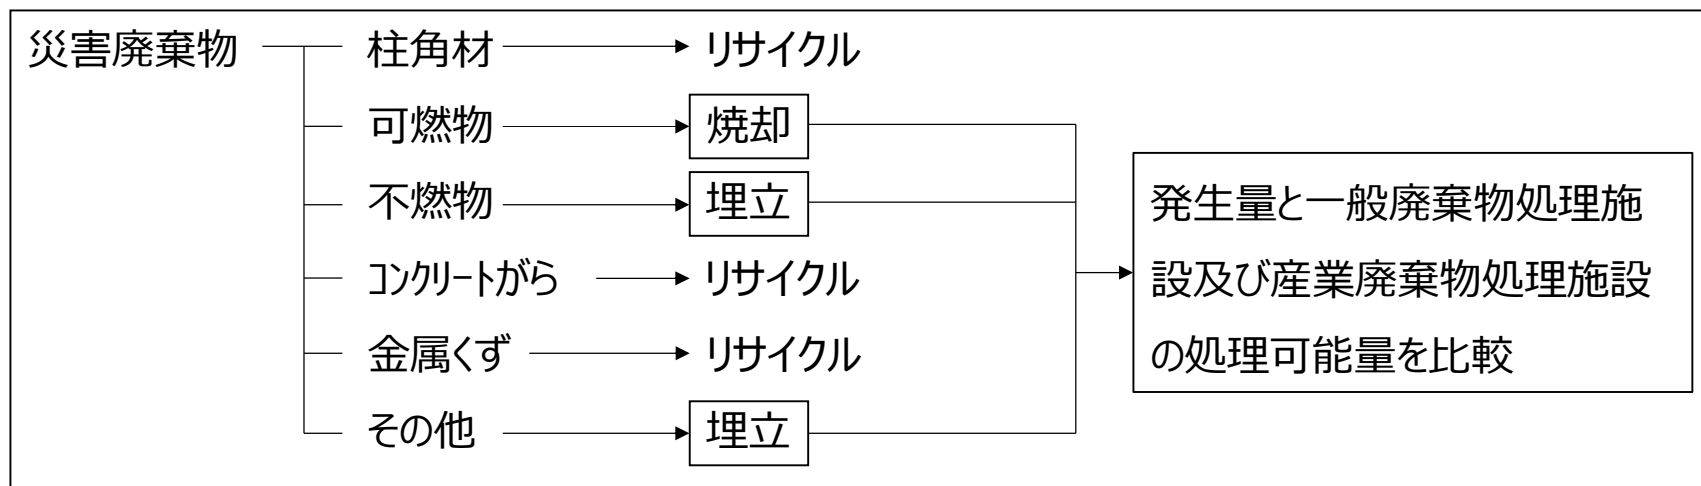 災害廃棄物 柱角材 リサイクル
可燃物 焼却
不燃物 埋立
コンクリートがら リサイクル
金属くず リサイクル
その他 埋立
発生量と一般廃棄物処理施
設及び産業廃棄物処理施設
の処理可能量を比較